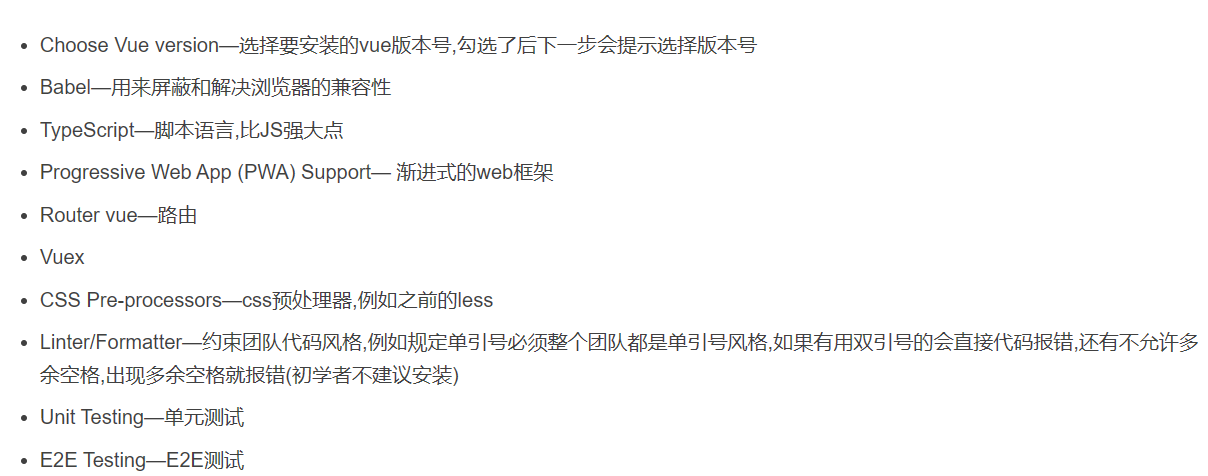 Choose Vue version—选择要安装的vue版本号,勾选了后下一步会提示选择版本号
Babel—用来屏蔽和解决浏览器的兼容性
TypeScript—脚本语言,比JS强大点
Progressive Web App (PWA) Support— 渐进式的web框架
Router vue—路由
Vuex
CSS Pre-processors—css预处理器,例如之前的less
Linter/Formatter—约束团队代码风格,例如规定单引号必须整个团队都是单引号风格,如果有用双引号的会直接代码报错,还有不允许多
余空格,出现多余空格就报错(初学者不建议安装)
Unit Testing—单元测试
E2E Testing—E2E测试